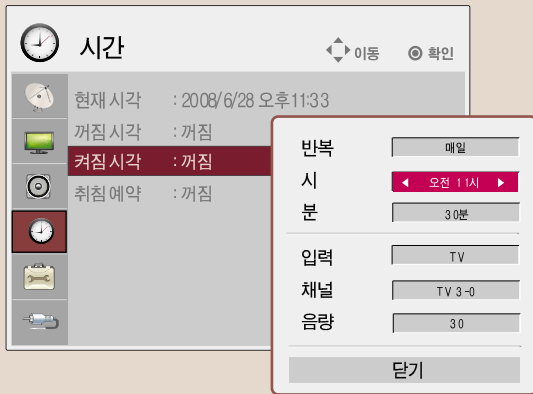 시간
이동 확인
현재 시각 : 2008/6/28 오후11:33
꺼짐 시각 : 꺼짐
켜짐 시각 : 꺼짐
취침 예약 : 꺼짐
반복 매일
시 오전 11시
분 30분
입력 TV
채널 TV 3-0
음량 30
닫기